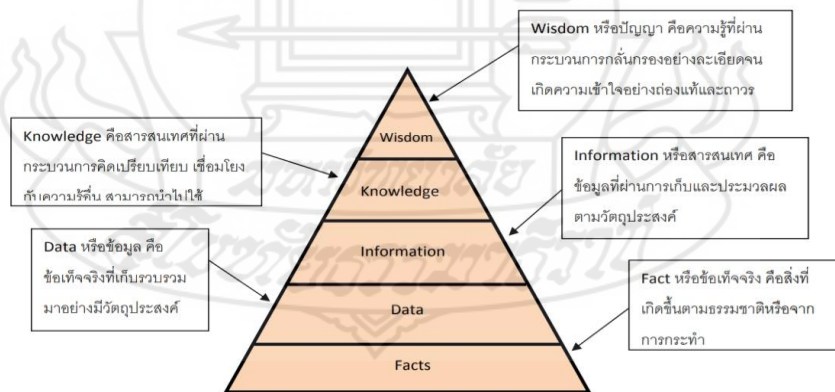 Wisdom หรือปัญญา คือความรู้ที่ผ่าน
กระบวนการกลั่นกรองอย่างละเอียดจน
เกิดความเข้าใจอย่างถ่องแท้และถาวร
Knowledge คือสารสนเทศที่ผ่าน
กระบวนการคิดเปรียบเทียบ เชื่อมโยง
กับความรู้อื่น สามารถนำไปใช้
Information หรือสารสนเทศ คือ
ข้อมูลที่ผ่านการเก็บและประมวลผล
ตามวัตถุประสงค์
Data หรือข้อมูล คือ
ข้อเท็จจริงที่เก็บรวบรวม
มาอย่างมีวัตถุประสงค์
Fact หรือข้อเท็จจริง คือสิ่งที่
เกิดขึ้นตามธรรมชาติหรือจาก
การกระทำ
Wisdom
Knowledge
Information
Data
Facts